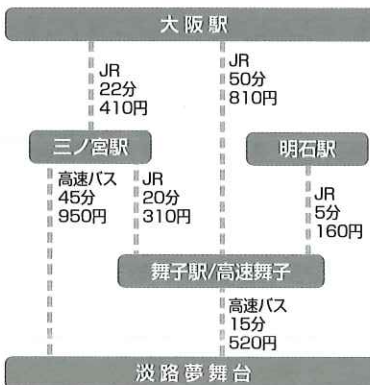 大阪駅
JR
22分
410円
JR
50分
810円
三ノ宮駅
明石駅
高速バス
45分
950円
JR
20分
310円
JR
5分
160円
舞子駅/高速舞子
高速バス
15分
520円
淡路夢舞台